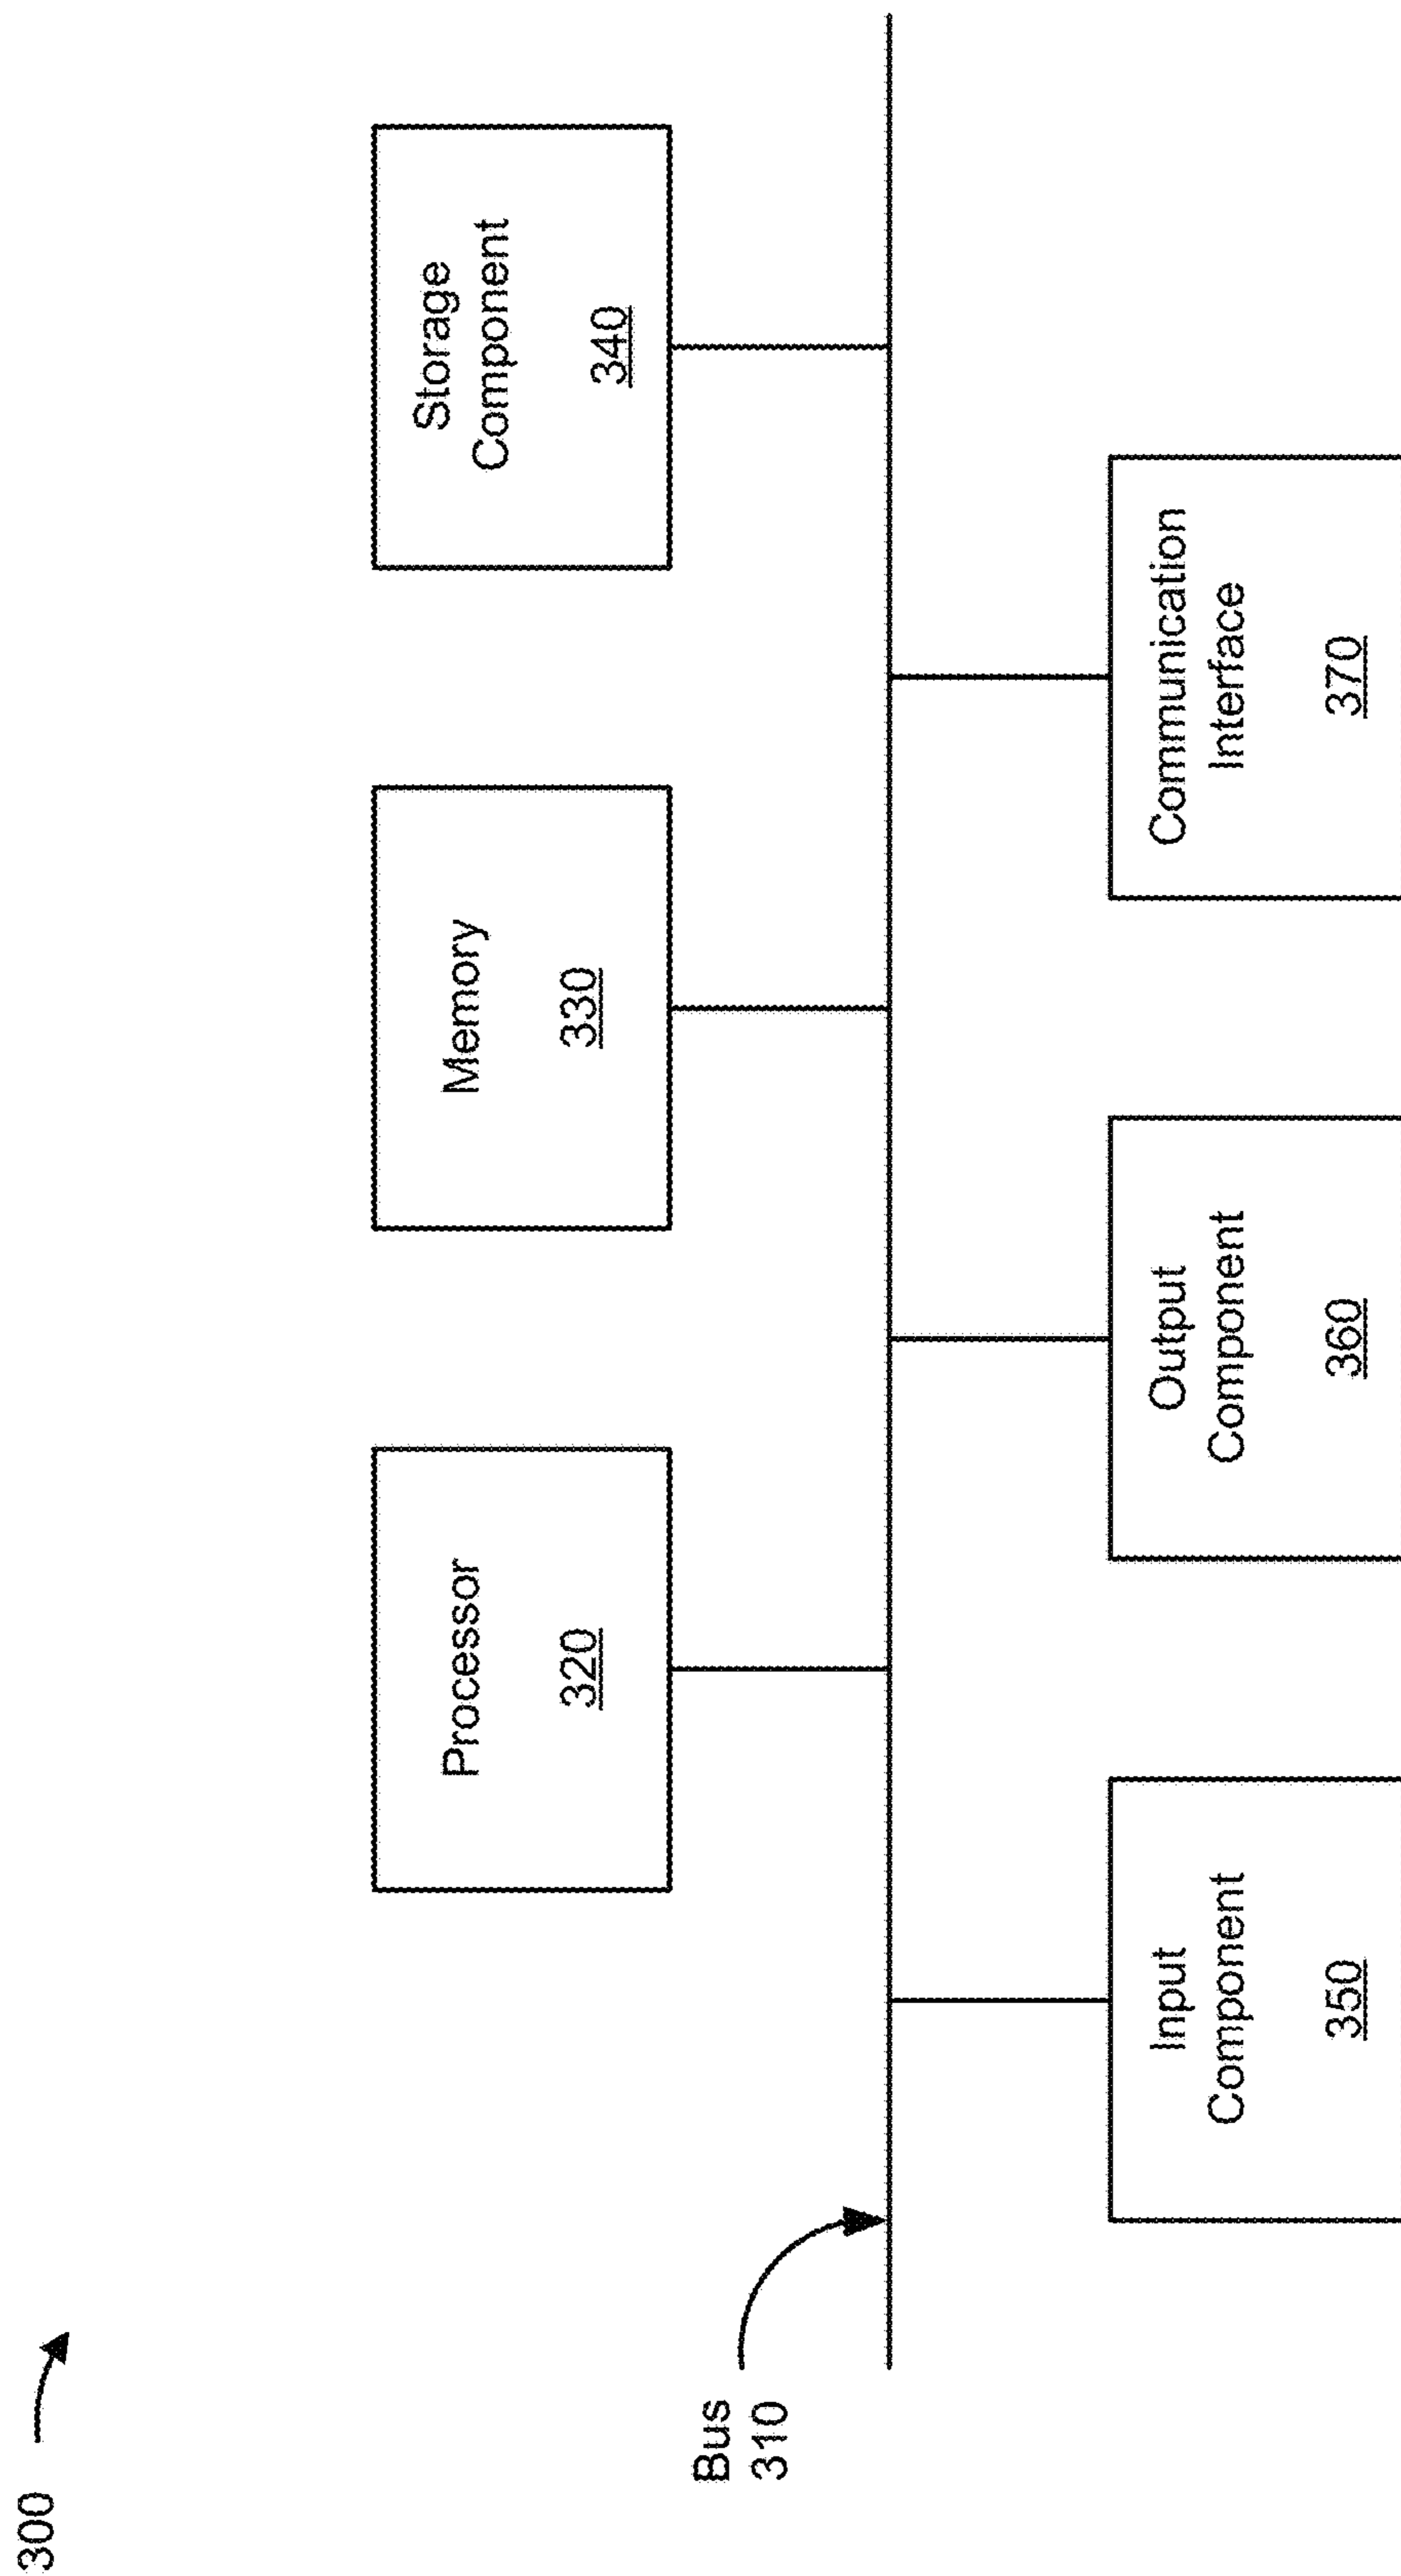 300
Processor
320
Memory
330
Storage
Component
340
Bus
310
Input
Component
350
Output
Component
360
Communication
Interface
370